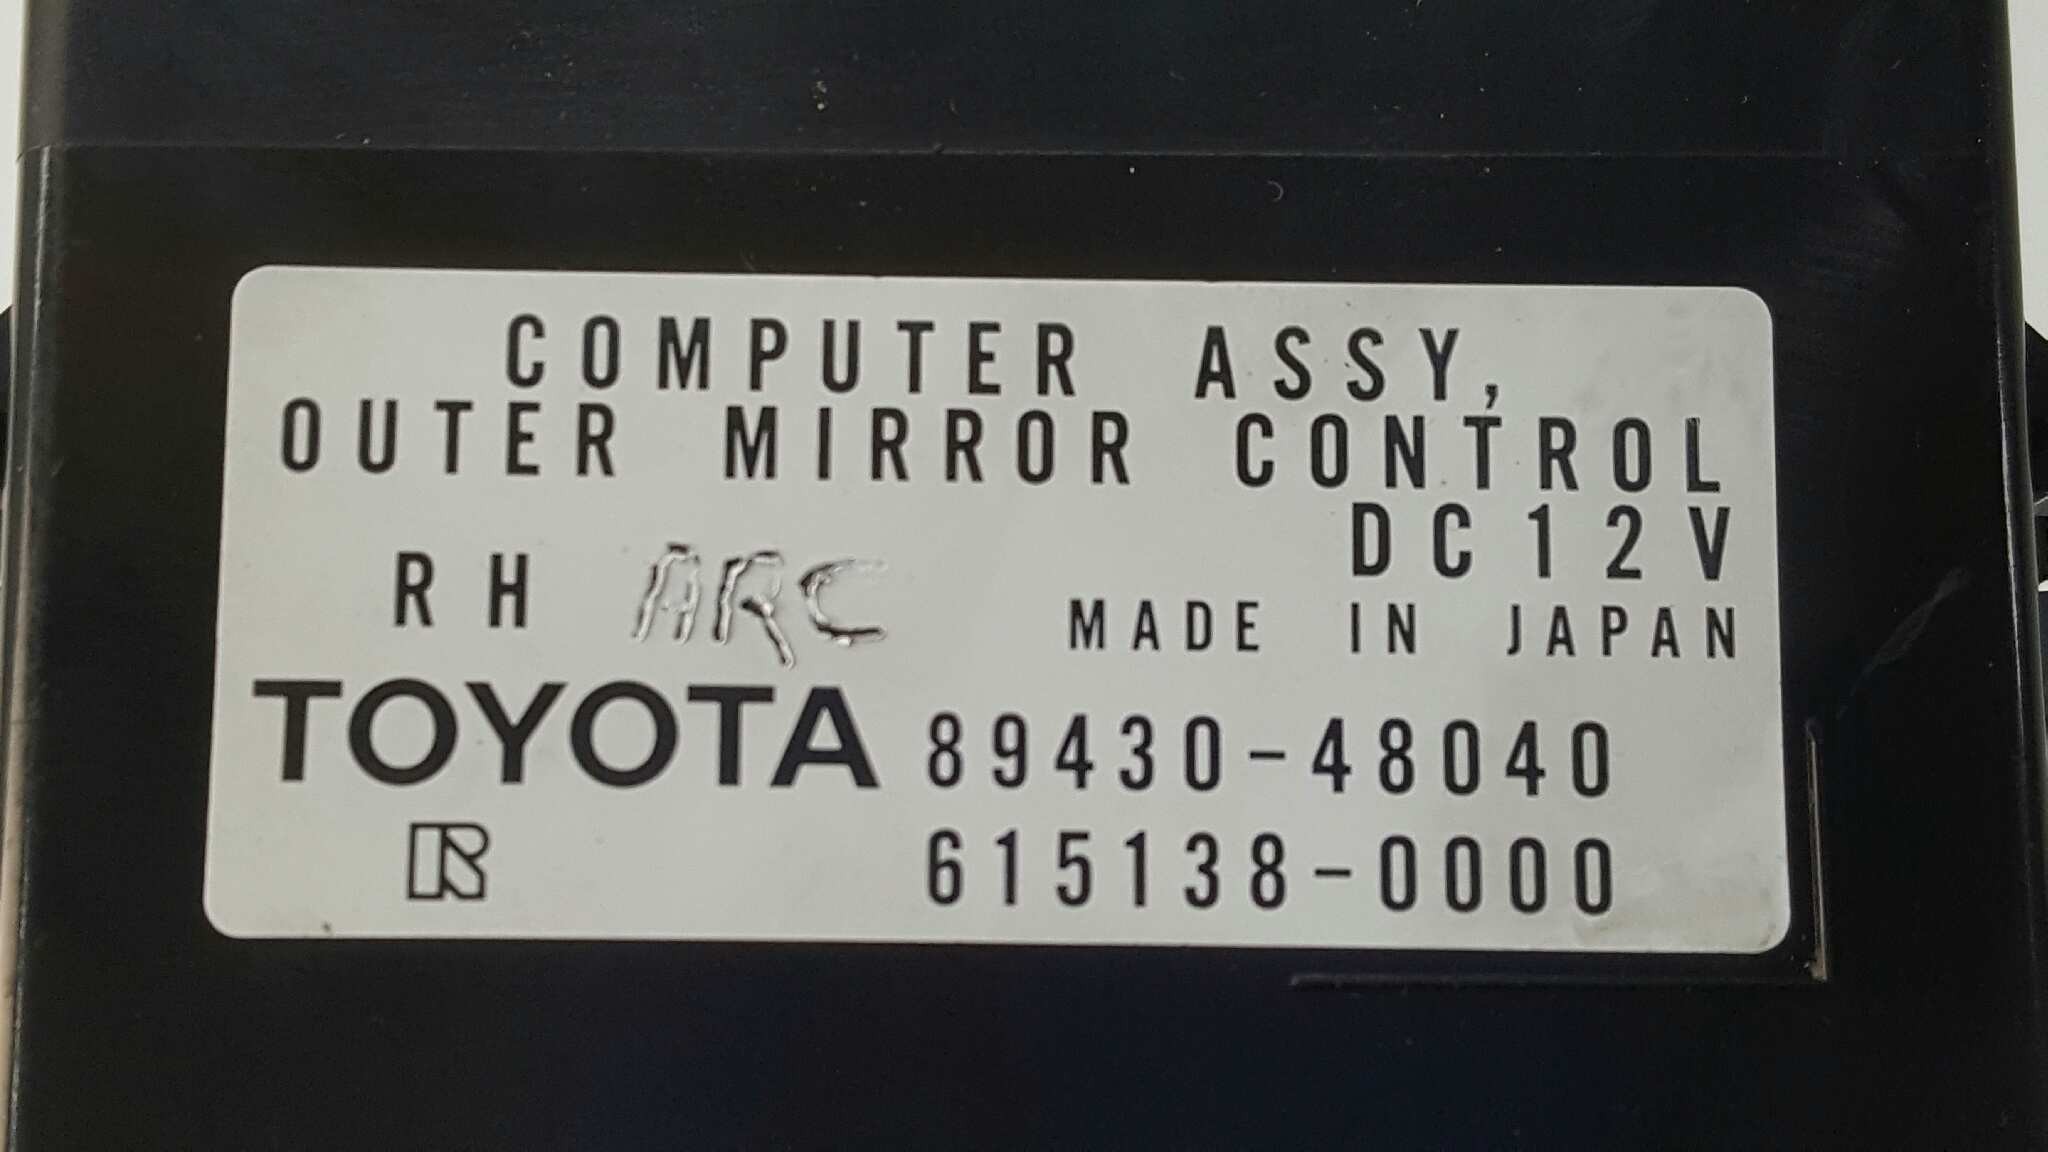 COMPUTER ASSY,
OUTER MIRROR CONTROL
DC12V
RH ARC
MADE IN JAPAN
TOYOTA 89430-48040
R 615138-0000